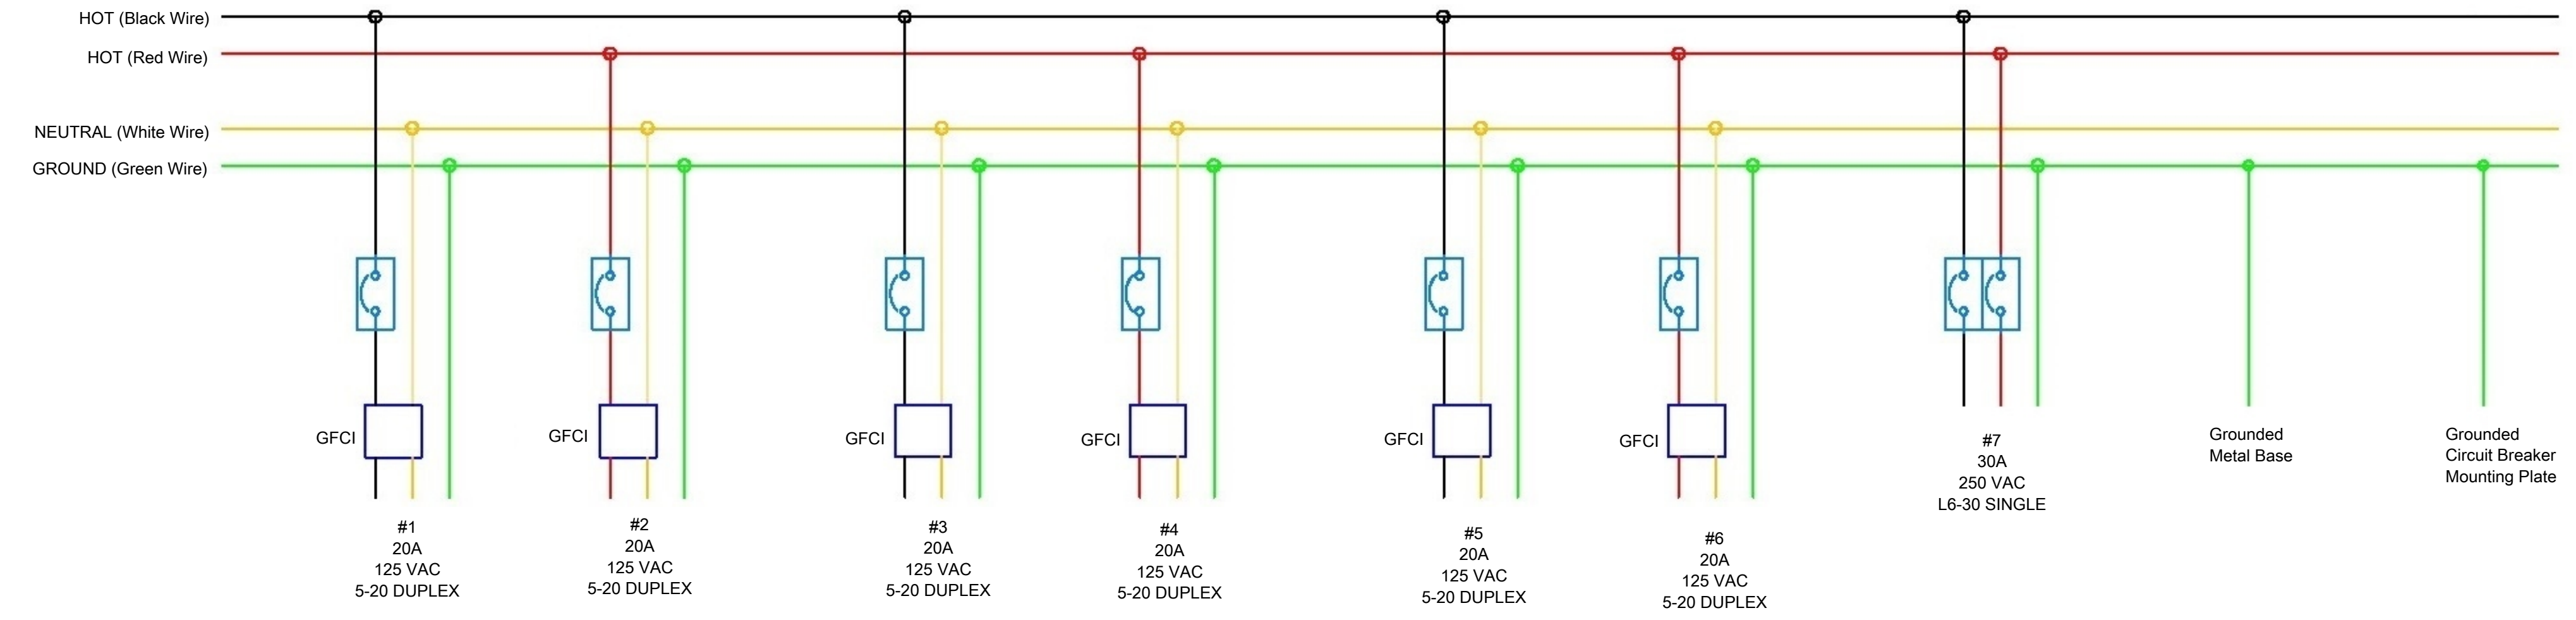 HOT (Black Wire)
HOT (Red Wire)
NEUTRAL (White Wire)
GROUND (Green Wire)
GFCI
GFCI
GFCI
GFCI
GFCI
GFCI
#1
20A
125 VAC
5-20 DUPLEX
#2
20A
125 VAC
5-20 DUPLEX
#3
20A
125 VAC
5-20 DUPLEX
#4
20A
125 VAC
5-20 DUPLEX
#5
20A
125 VAC
5-20 DUPLEX
#6
20A
125 VAC
5-20 DUPLEX
#7
30A
250 VAC
L6-30 SINGLE
Grounded
Metal Base
Grounded
Circuit Breaker
Mounting Plate